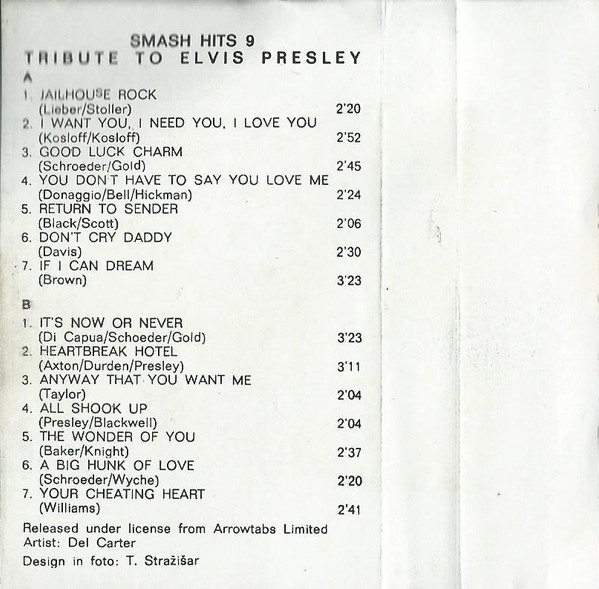 SMASH HITS 9
TRIBUTE TO ELVIS PRESLEY
A
1. JAILHOUSE ROCK
(Lieber/Stoller) 2'20
2. I WANT YOU, I NEED YOU, I LOVE YOU
(Kosloff/Kosloff) 2'52
3. GOOD LUCK CHARM
(Schroeder/Gold) 2'45
4. YOU DON'T HAVE TO SAY YOU LOVE ME
(Donaggio/Bell/Hickman) 2'24
5. RETURN TO SENDER
(Black/Scott) 2'06
6. DON'T CRY DADDY
(Davis) 2'30
7. IF I CAN DREAM
(Brown) 3'23
B
1. IT'S NOW OR NEVER
(Di Capua/Schoeder/Gold) 3'23
2. HEARTBREAK HOTEL
(Axton/Durden/Presley) 3'11
3. ANYWAY THAT YOU WANT ME
(Taylor) 2'04
4. ALL SHOOK UP
(Presley/Blackwell) 2'04
5. THE WONDER OF YOU
(Baker/Knight) 2'37
6. A BIG HUNK OF LOVE
(Schroeder/Wyche) 2'20
7. YOUR CHEATING HEART
(Williams) 2'41
Released under license from Arrowtabs Limited
Artist: Del Carter
Design in foto: T. Stražišar